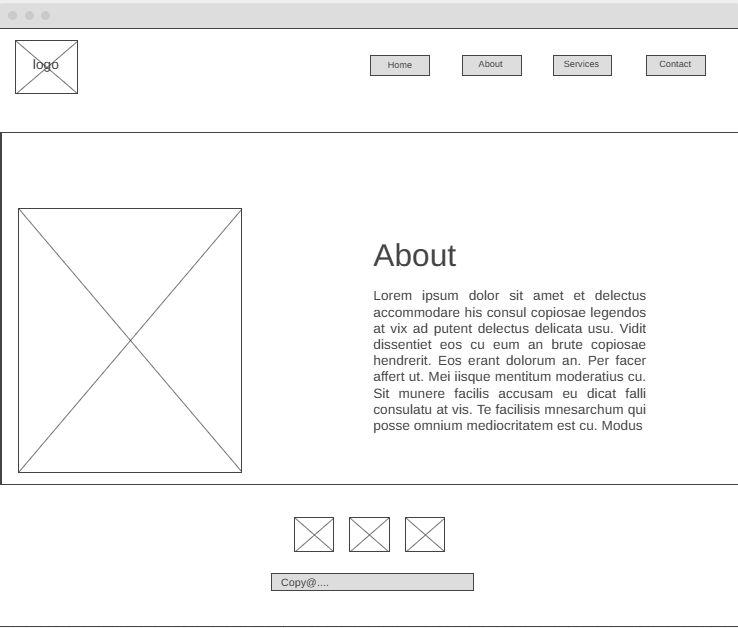 logo
Home
About
Services
Contact
About
Lorem ipsum dolor sit amet et delectus
accommodare his consul copiosae legendos
at vix ad putent delectus delicata usu. Vidit
dissentiet eos cu eum an brute copiosae
hendrerit. Eos erant dolorum an. Per facer
affert ut. Mei iisque mentitum moderatius cu.
Sit munere facilis accusam eu dicat falli
consulatu at vis. Te facilisis mnesarchum qui
posse omnium mediocritatem est cu. Modus
Copy@....